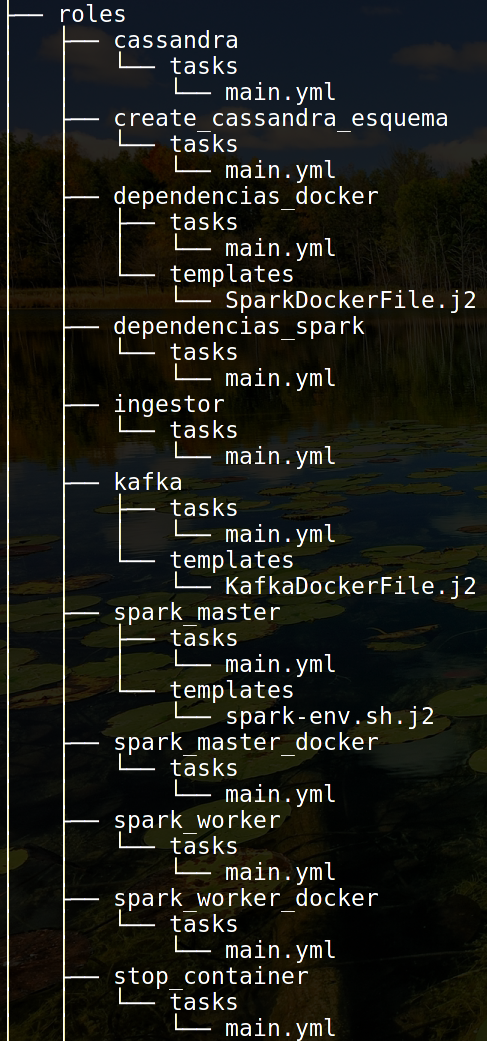 roles
cassandra
tasks
main.yml
create_cassandra_esquema
tasks
main.yml
dependencias_docker
tasks
main.yml
templates
SparkDockerFile.j2
dependencias_spark
tasks
main.yml
ingestor
tasks
main.yml
kafka
tasks
main.yml
templates
KafkaDockerFile.j2
spark_master
tasks
main.yml
templates
spark-env.sh.j2
spark_master_docker
tasks
main.yml
spark_worker
tasks
main.yml
spark_worker_docker
tasks
main.yml
stop_container
tasks
main.yml